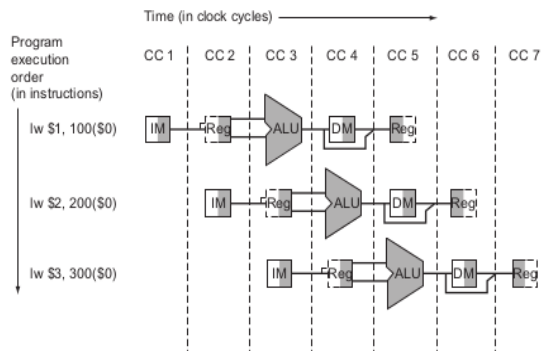 Time (in clock cycles)
Program
execution
order
(in instructions)
CC 1 CC 2 CC 3 CC 4 CC 5 CC 6 CC 7
lw $1, 100($0) IM Reg ALU DM Reg
lw $2, 200($0) IM Reg ALU DM Reg
lw $3, 300($0) IM Reg ALU DM Reg